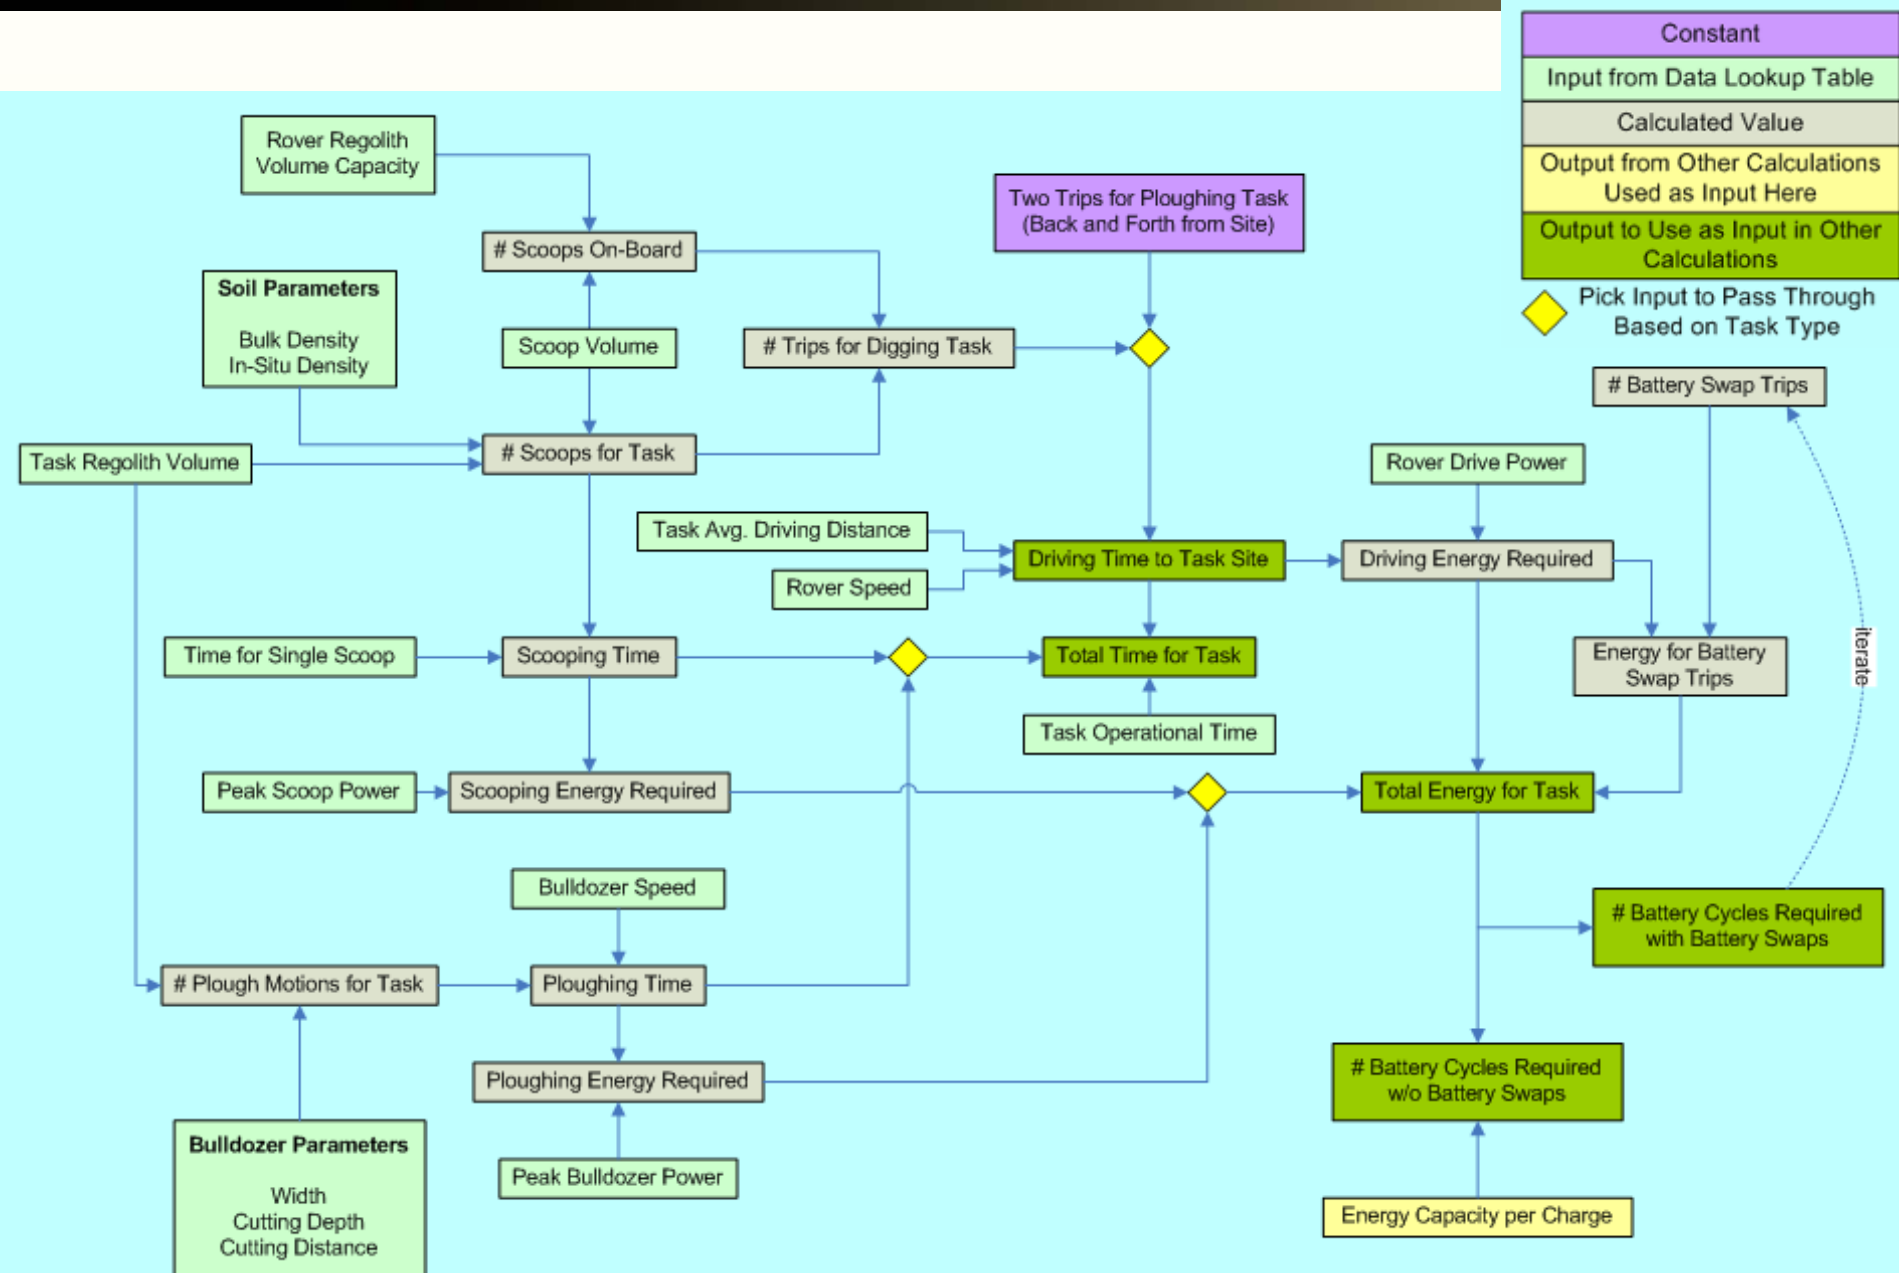 Constant
Input from Data Lookup Table
Calculated Value
Output from Other Calculations
Used as Input Here
Output to Use as Input in Other
Calculations
Pick Input to Pass Through
Based on Task Type
Rover Regolith
Volume Capacity
Two Trips for Ploughing Task
(Back and Forth from Site)
# Scoops On-Board
Soil Parameters
Bulk Density
In-Situ Density
Scoop Volume
# Trips for Digging Task
# Battery Swap Trips
Task Regolith Volume
# Scoops for Task
Rover Drive Power
Task Avg. Driving Distance
Rover Speed
Driving Time to Task Site
Driving Energy Required
Time for Single Scoop
Scooping Time
Total Time for Task
Energy for Battery
Swap Trips
iterate
Task Operational Time
Peak Scoop Power
Scooping Energy Required
Total Energy for Task
Bulldozer Speed
# Battery Cycles Required
with Battery Swaps
# Plough Motions for Task
Ploughing Time
Ploughing Energy Required
# Battery Cycles Required
w/o Battery Swaps
Bulldozer Parameters
Width
Cutting Depth
Cutting Distance
Peak Bulldozer Power
Energy Capacity per Charge